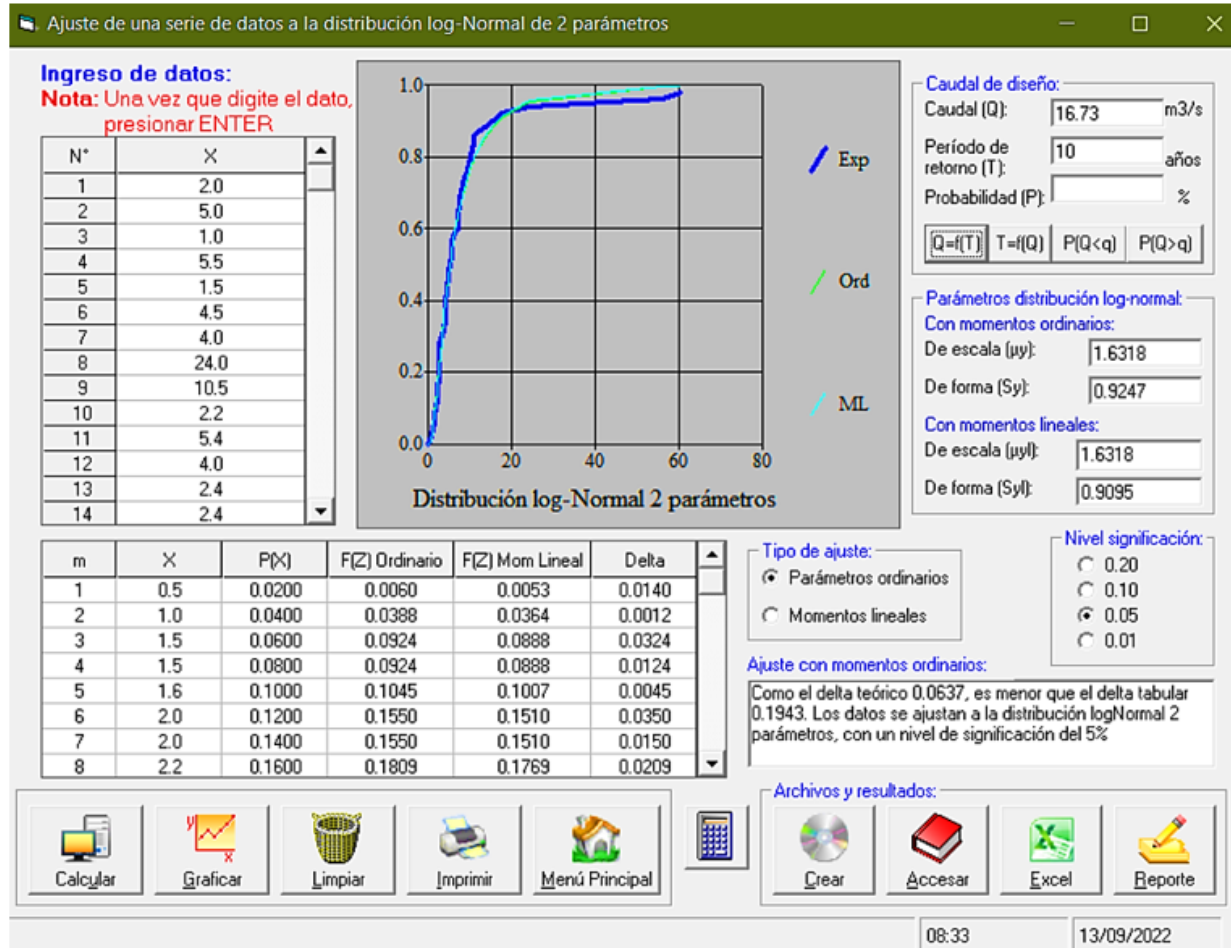 Ajuste de una serie de datos a la distribución log-Normal de 2 parámetros
Ingreso de datos:
Nota: Una vez que digite el dato,
presionar ENTER
N° X
1 2.0
2 5.0
3 1.0
4 5.5
5 1.5
6 4.5
7 4.0
8 24.0
9 10.5
10 2.2
11 5.4
12 4.0
13 2.4
14 2.4
1.0
0.8
0.6
0.4
0.2
0.0
0 20 40 60 80
Exp
Ord
ML
Distribución log-Normal 2 parámetros
Caudal de diseño:
Caudal (Q): 16.73 m3/s
Período de
retorno (T): 10 años
Probabilidad (P): %
Q=f(T) T=f(Q) P(Q<q) P(Q>q)
Parámetros distribución log-normal:
Con momentos ordinarios:
De escala (μy): 1.6318
De forma (Sy): 0.9247
Con momentos lineales:
De escala (μyl): 1.6318
De forma (Syl): 0.9095
m X P(X) F(Z) Ordinario F(Z) Mom Lineal Delta
1 0.5 0.0200 0.0060 0.0053 0.0140
2 1.0 0.0400 0.0388 0.0364 0.0012
3 1.5 0.0600 0.0924 0.0888 0.0324
4 1.5 0.0800 0.0924 0.0888 0.0124
5 1.6 0.1000 0.1045 0.1007 0.0045
6 2.0 0.1200 0.1550 0.1510 0.0350
7 2.0 0.1400 0.1550 0.1510 0.0150
8 2.2 0.1600 0.1809 0.1769 0.0209
Tipo de ajuste:
Parámetros ordinarios
Momentos lineales
Nivel significación:
0.20
0.10
0.05
0.01
Ajuste con momentos ordinarios:
Como el delta teórico 0.0637, es menor que el delta tabular
0.1943. Los datos se ajustan a la distribución logNormal 2
parámetros, con un nivel de significación del 5%
Calcular Graficar Limpiar Imprimir Menú Principal
Archivos y resultados:
Crear Accesar Excel Reporte
08:33 13/09/2022